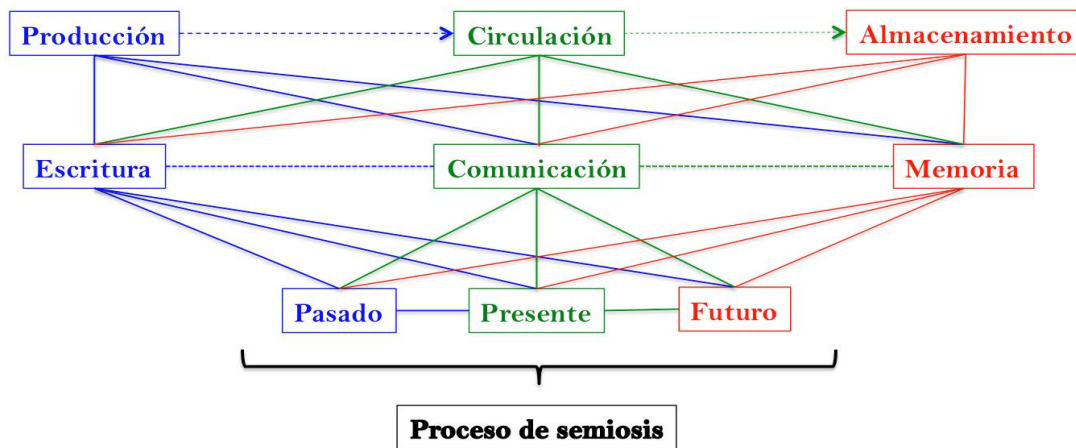 Producción
Circulación
Almacenamiento
Escritura
Comunicación
Memoria
Pasado
Presente
Futuro
Proceso de semiosis